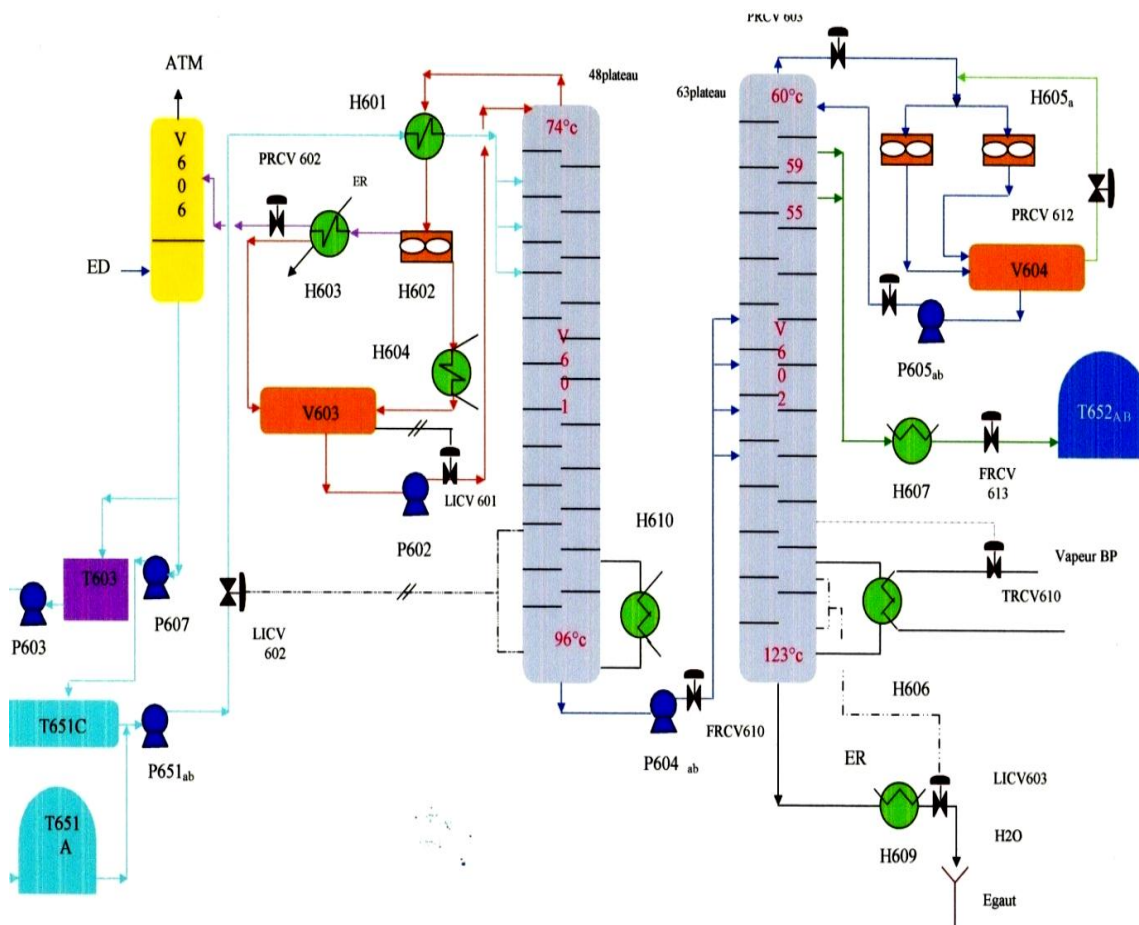 PRCV 603
ATM
48plateau
63plateau
60°c
H605a
H601
V
6
0
6
74°c
PRCV 602
ER
59
55
PRCV 612
ED
H603
H602
V604
H604
V
6
0
1
V
6
0
2
P605ab
V603
T652AB
LICV 601
H607
FRCV
613
P602
H610
T603
Vapeur BP
P603
P607
TRCV610
LICV
602
96°c
123°c
H606
T651C
FRCV610
P651ab
P604 ab
ER
LICV603
T651
A
H2O
H609
Egaut